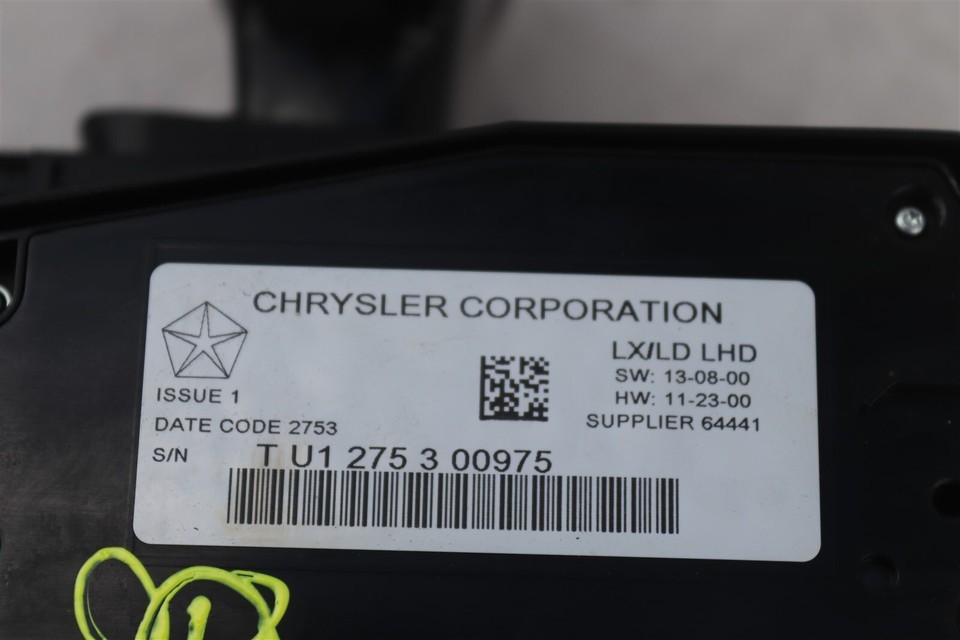 CHRYSLER CORPORATION
LX/LD LHD
SW: 13-08-00
HW: 11-23-00
SUPPLIER 64441
ISSUE 1
DATE CODE 2753
S/N T U1 275 3 00975